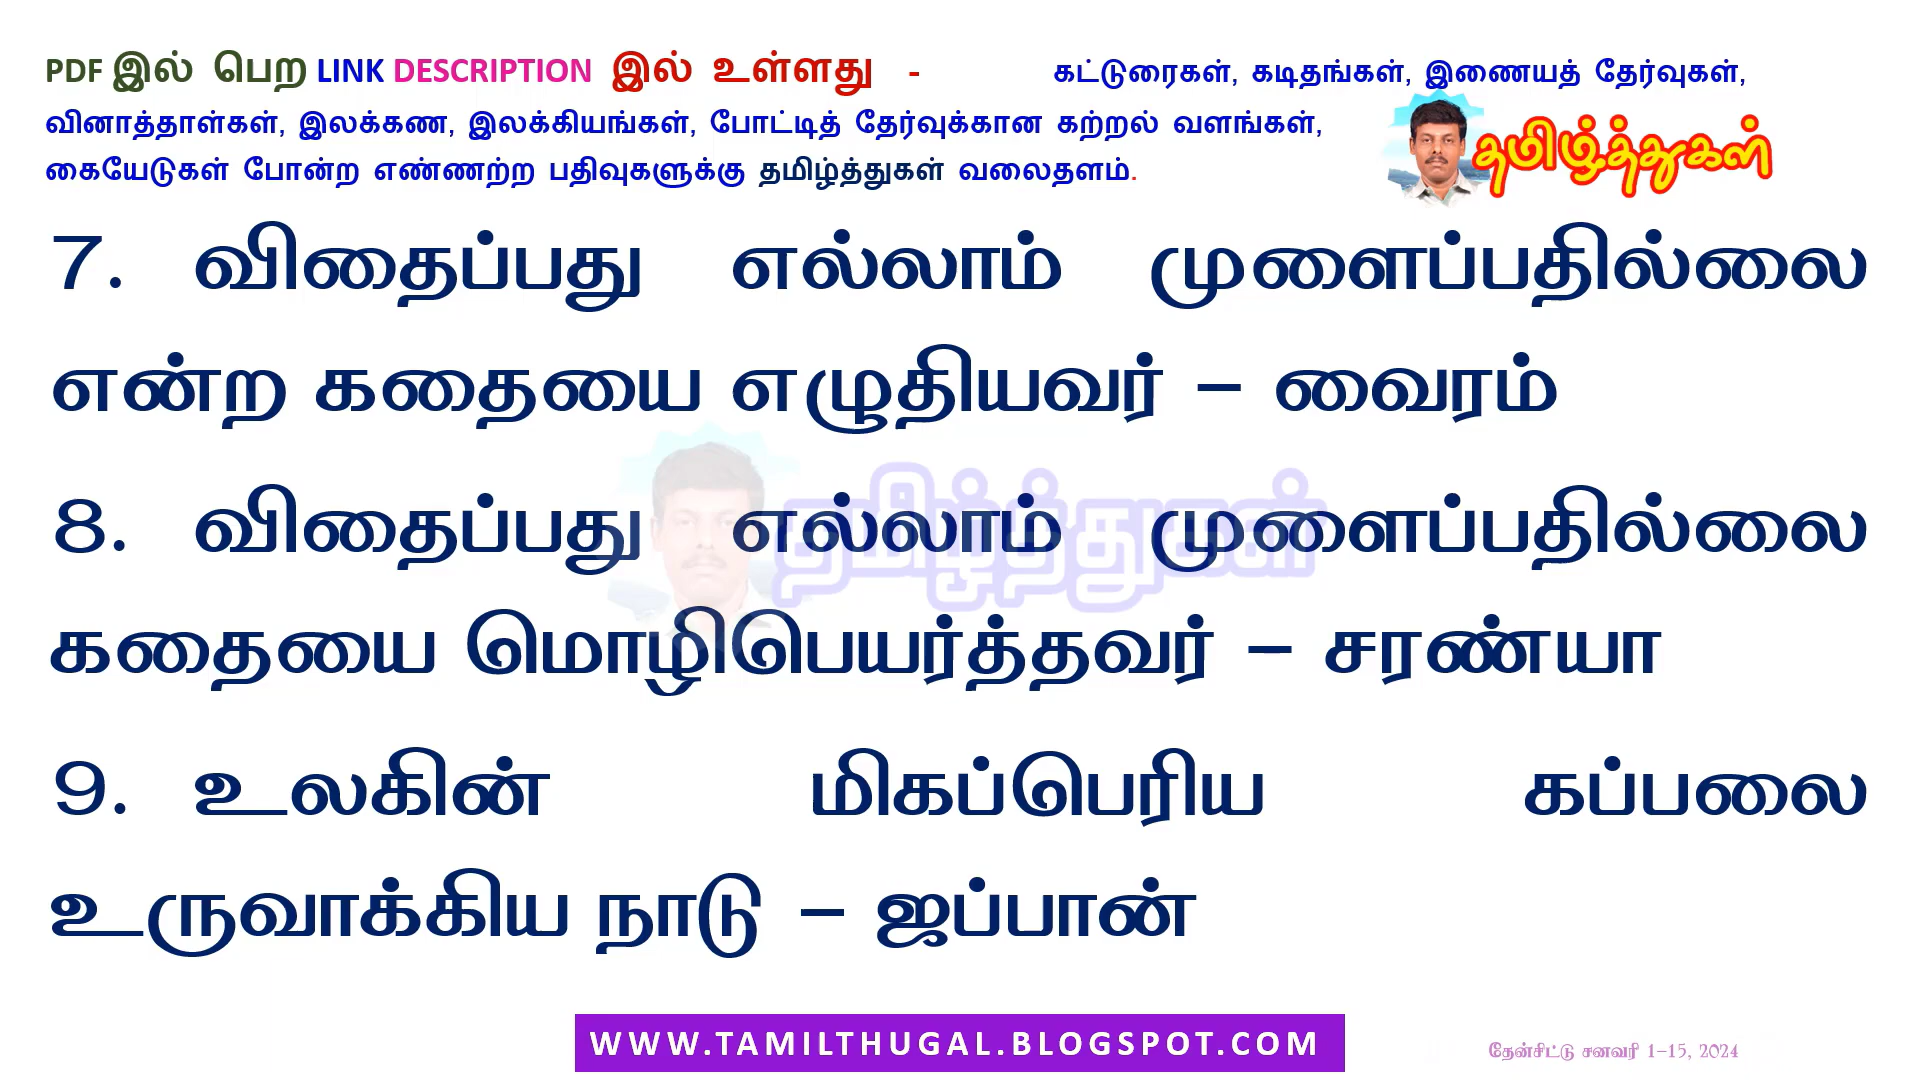 PDF இல் பெற LINK DESCRIPTION இல் உள்ளது - கட்டுரைகள், கடிதங்கள், இணையத் தேர்வுகள்,
வினாத்தாள்கள், இலக்கண, இலக்கியங்கள், போட்டித் தேர்வுக்கான கற்றல் வளங்கள்,
கையேடுகள் போன்ற எண்ணற்ற பதிவுகளுக்கு தமிழ்த்துகள் வலைதளம்.
தமிழ்த்துகள்
7. விதைப்பது எல்லாம் முளைப்பதில்லை
என்ற கதையை எழுதியவர் – வைரம்
தமிழ்த்துகள்
8. விதைப்பது எல்லாம் முளைப்பதில்லை
கதையை மொழிபெயர்த்தவர் – சரண்யா
9. உலகின் மிகப்பெரிய கப்பலை
உருவாக்கிய நாடு – ஜப்பான்
WWW.TAMILTHUGAL.BLOGSPOT.COM
தேன்சிட்டு சனவரி 1-15, 2024